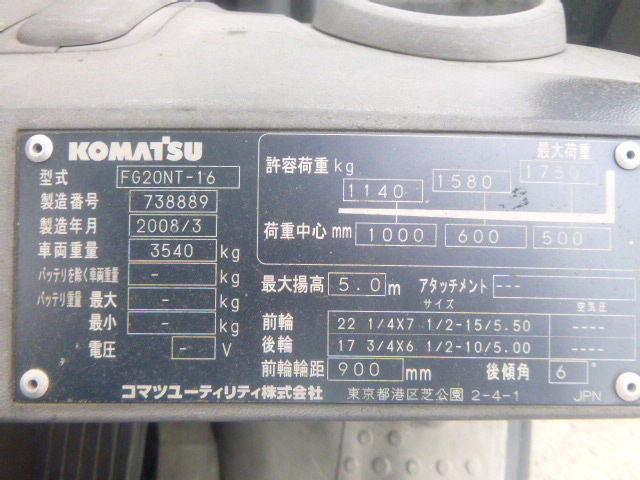 KOMATSU
型式 FG20NT-16
製造番号 738889
製造年月 2008/3
車両重量 3540 kg
バッテリを除く車両重量 - kg
バッテリ重量 最大 - kg
最小 - kg
電圧 - V
最大荷重
許容荷重 kg 1140 1580 1750
荷重中心 mm 1000 600 500
最大揚高 5.0 m アタッチメント ---
サイズ 空気圧
前輪 22 1/4X7 1/2-15/5.50 ----
後輪 17 3/4X6 1/2-10/5.00 ----
前輪輪距 900 mm 後傾角 6°
コマツユーティリティ株式会社 東京都港区芝公園 2-4-1 JPN